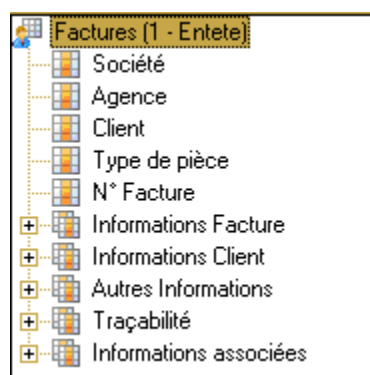 Factures (1 - Entete)
Société
Agence
Client
Type de pièce
N° Facture
Informations Facture
Informations Client
Autres Informations
Traçabilité
Informations associées